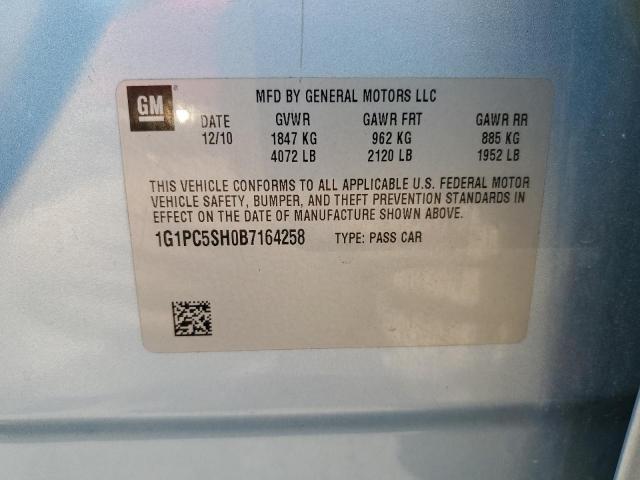 GM
MFD BY GENERAL MOTORS LLC
DATE GVWR GAWR FRT GAWR RR
12/10 1847 KG 962 KG 885 KG
4072 LB 2120 LB 1952 LB
THIS VEHICLE CONFORMS TO ALL APPLICABLE U.S. FEDERAL MOTOR
VEHICLE SAFETY, BUMPER, AND THEFT PREVENTION STANDARDS IN
EFFECT ON THE DATE OF MANUFACTURE SHOWN ABOVE.
1G1PC5SH0B7164258 TYPE: PASS CAR